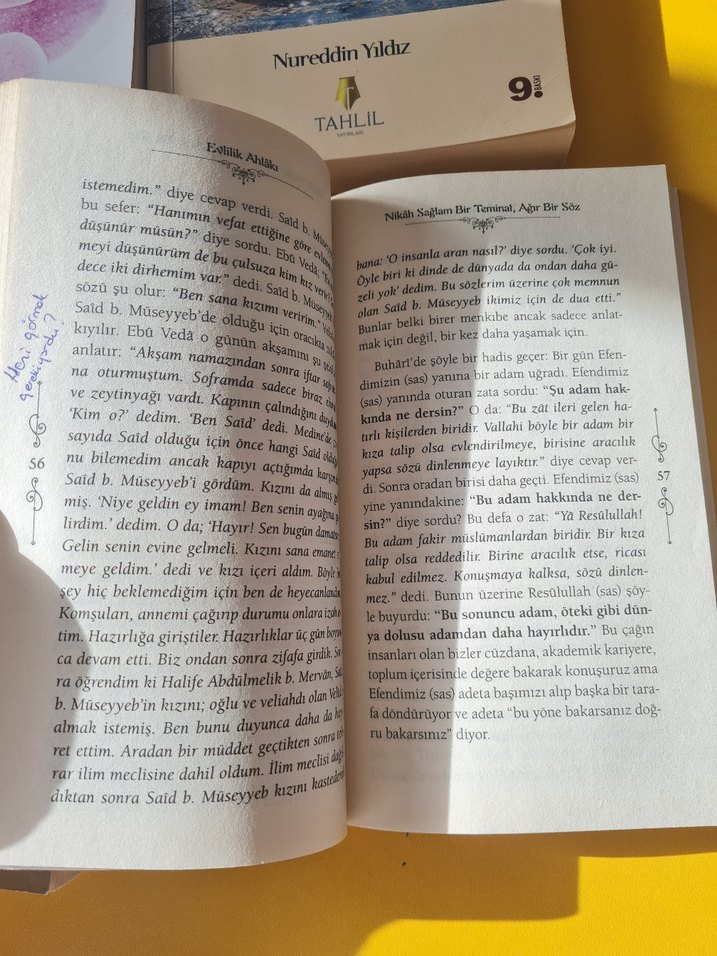 Nureddin Yıldız
TAHLİL
YAYINLARI
9. BASKI
Evlilik Ahlâkı
istemedim." diye cevap verdi. Saîd b. Müseyyeb
bu sefer: "Hanımın vefat ettiğine göre
düşünür müsün?" diye sordu. Ebû Vedâ,
meyi düşünürüm de bu çulsuza kim kız verir!
dece iki dirhemim var." dedi. Saîd b. Müseyyeb
sözü şu olur: "Ben sana kızımı veririm."
Saîd b. Müseyyeb'de olduğu için oracıkta
kıyılır. Ebû Vedâ o günün akşamını şu
anlatır: "Akşam namazından sonra iftar
na oturmuştum. Soframda sadece biraz
ve zeytinyağı vardı. Kapının çalındığını
'Kim o?' dedim. 'Ben Saîd' dedi. Medine'de
sayıda Saîd olduğu için önce hangi Saîd
nu bilemedim ancak kapıyı açtığımda
Saîd b. Müseyyeb'i gördüm. Kızını da almış
miş. 'Niye geldin ey imam! Ben senin ayağına
lirdim.' dedim. O da; 'Hayır! Sen bugün
Gelin senin evine gelmeli. Kızını sana emanet
meye geldim.' dedi ve kızı içeri aldım. Böyle
şey hiç beklemediğim için ben de heyecanlandım.
Komşuları, annemi çağırıp durumu onlara izah
tim. Hazırlığa giriştiler. Hazırlıklar üç gün
ca devam etti. Biz ondan sonra zifafa girdik.
ra öğrendim ki Halife Abdülmelik b. Mervân,
b. Müseyyeb'in kızını; oğlu ve veliahdı olan
almak istemiş. Ben bunu duyunca daha da
ret ettim. Aradan bir müddet geçtikten sonra
rar ilim meclisine dahil oldum. İlim meclisi
dıktan sonra Saîd b. Müseyyeb kızını
56
Nikâh Sağlam Bir Teminat, Ağır Bir Söz
bana: 'O insanla aran nasıl?' diye sordu. 'Çok iyi.
Öyle biri ki dinde de dünyada da ondan daha gü-
zeli yok' dedim. Bu sözlerim üzerine çok memnun
olan Saîd b. Müseyyeb ikimiz için de dua etti."
Bunlar belki birer menkıbe ancak sadece anlat-
mak için değil, bir kez daha yaşamak için.
Buhârî'de şöyle bir hadis geçer: Bir gün Efen-
dimizin (sas) yanına bir adam uğradı. Efendimiz
(sas) yanında oturan zata sordu: "Şu adam hak-
kında ne dersin?" O da: "Bu zât ileri gelen ha-
tırlı kişilerden biridir. Vallahi böyle bir adam bir
kıza talip olsa evlendirilmeye, birisine aracılık
yapsa sözü dinlenmeye layıktır." diye cevap ver-
di. Sonra oradan birisi daha geçti. Efendimiz (sas)
yine yanındakine: "Bu adam hakkında ne der-
sin?" diye sordu? Bu defa o zat: "Yâ Resûlullah!
Bu adam fakir müslümanlardan biridir. Bir kıza
talip olsa reddedilir. Birine aracılık etse, ricası
kabul edilmez. Konuşmaya kalksa, sözü dinlen-
mez." dedi. Bunun üzerine Resûlullah (sas) şöy-
le buyurdu: "Bu sonuncu adam, öteki gibi dün-
ya dolusu adamdan daha hayırlıdır." Bu çağın
insanları olan bizler cüzdana, akademik kariyere,
toplum içerisinde değere bakarak konuşuruz ama
Efendimiz (sas) adeta başımızı alıp başka bir tara-
fa döndürüyor ve adeta "bu yöne bakarsanız doğ-
ru bakarsınız" diyor.
57